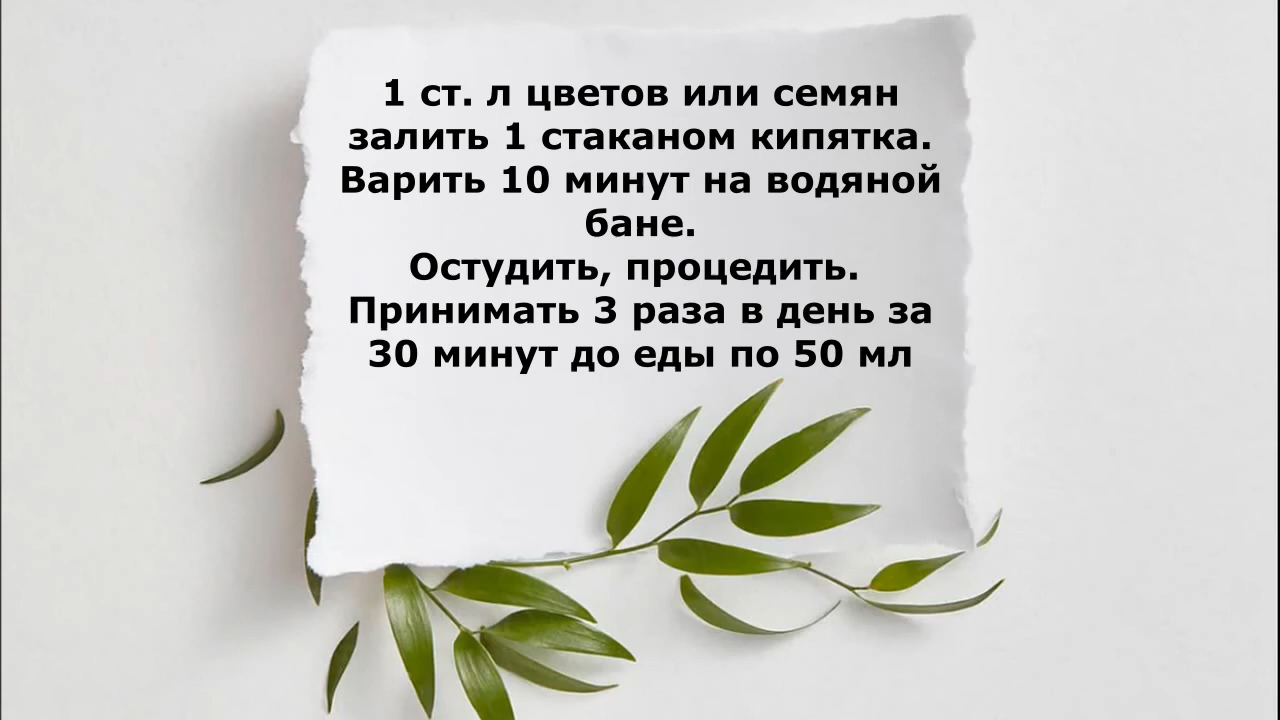 1 ст. л цветов или семян
залить 1 стаканом кипятка.
Варить 10 минут на водяной
бане.
Остудить, процедить.
Принимать 3 раза в день за
30 минут до еды по 50 мл